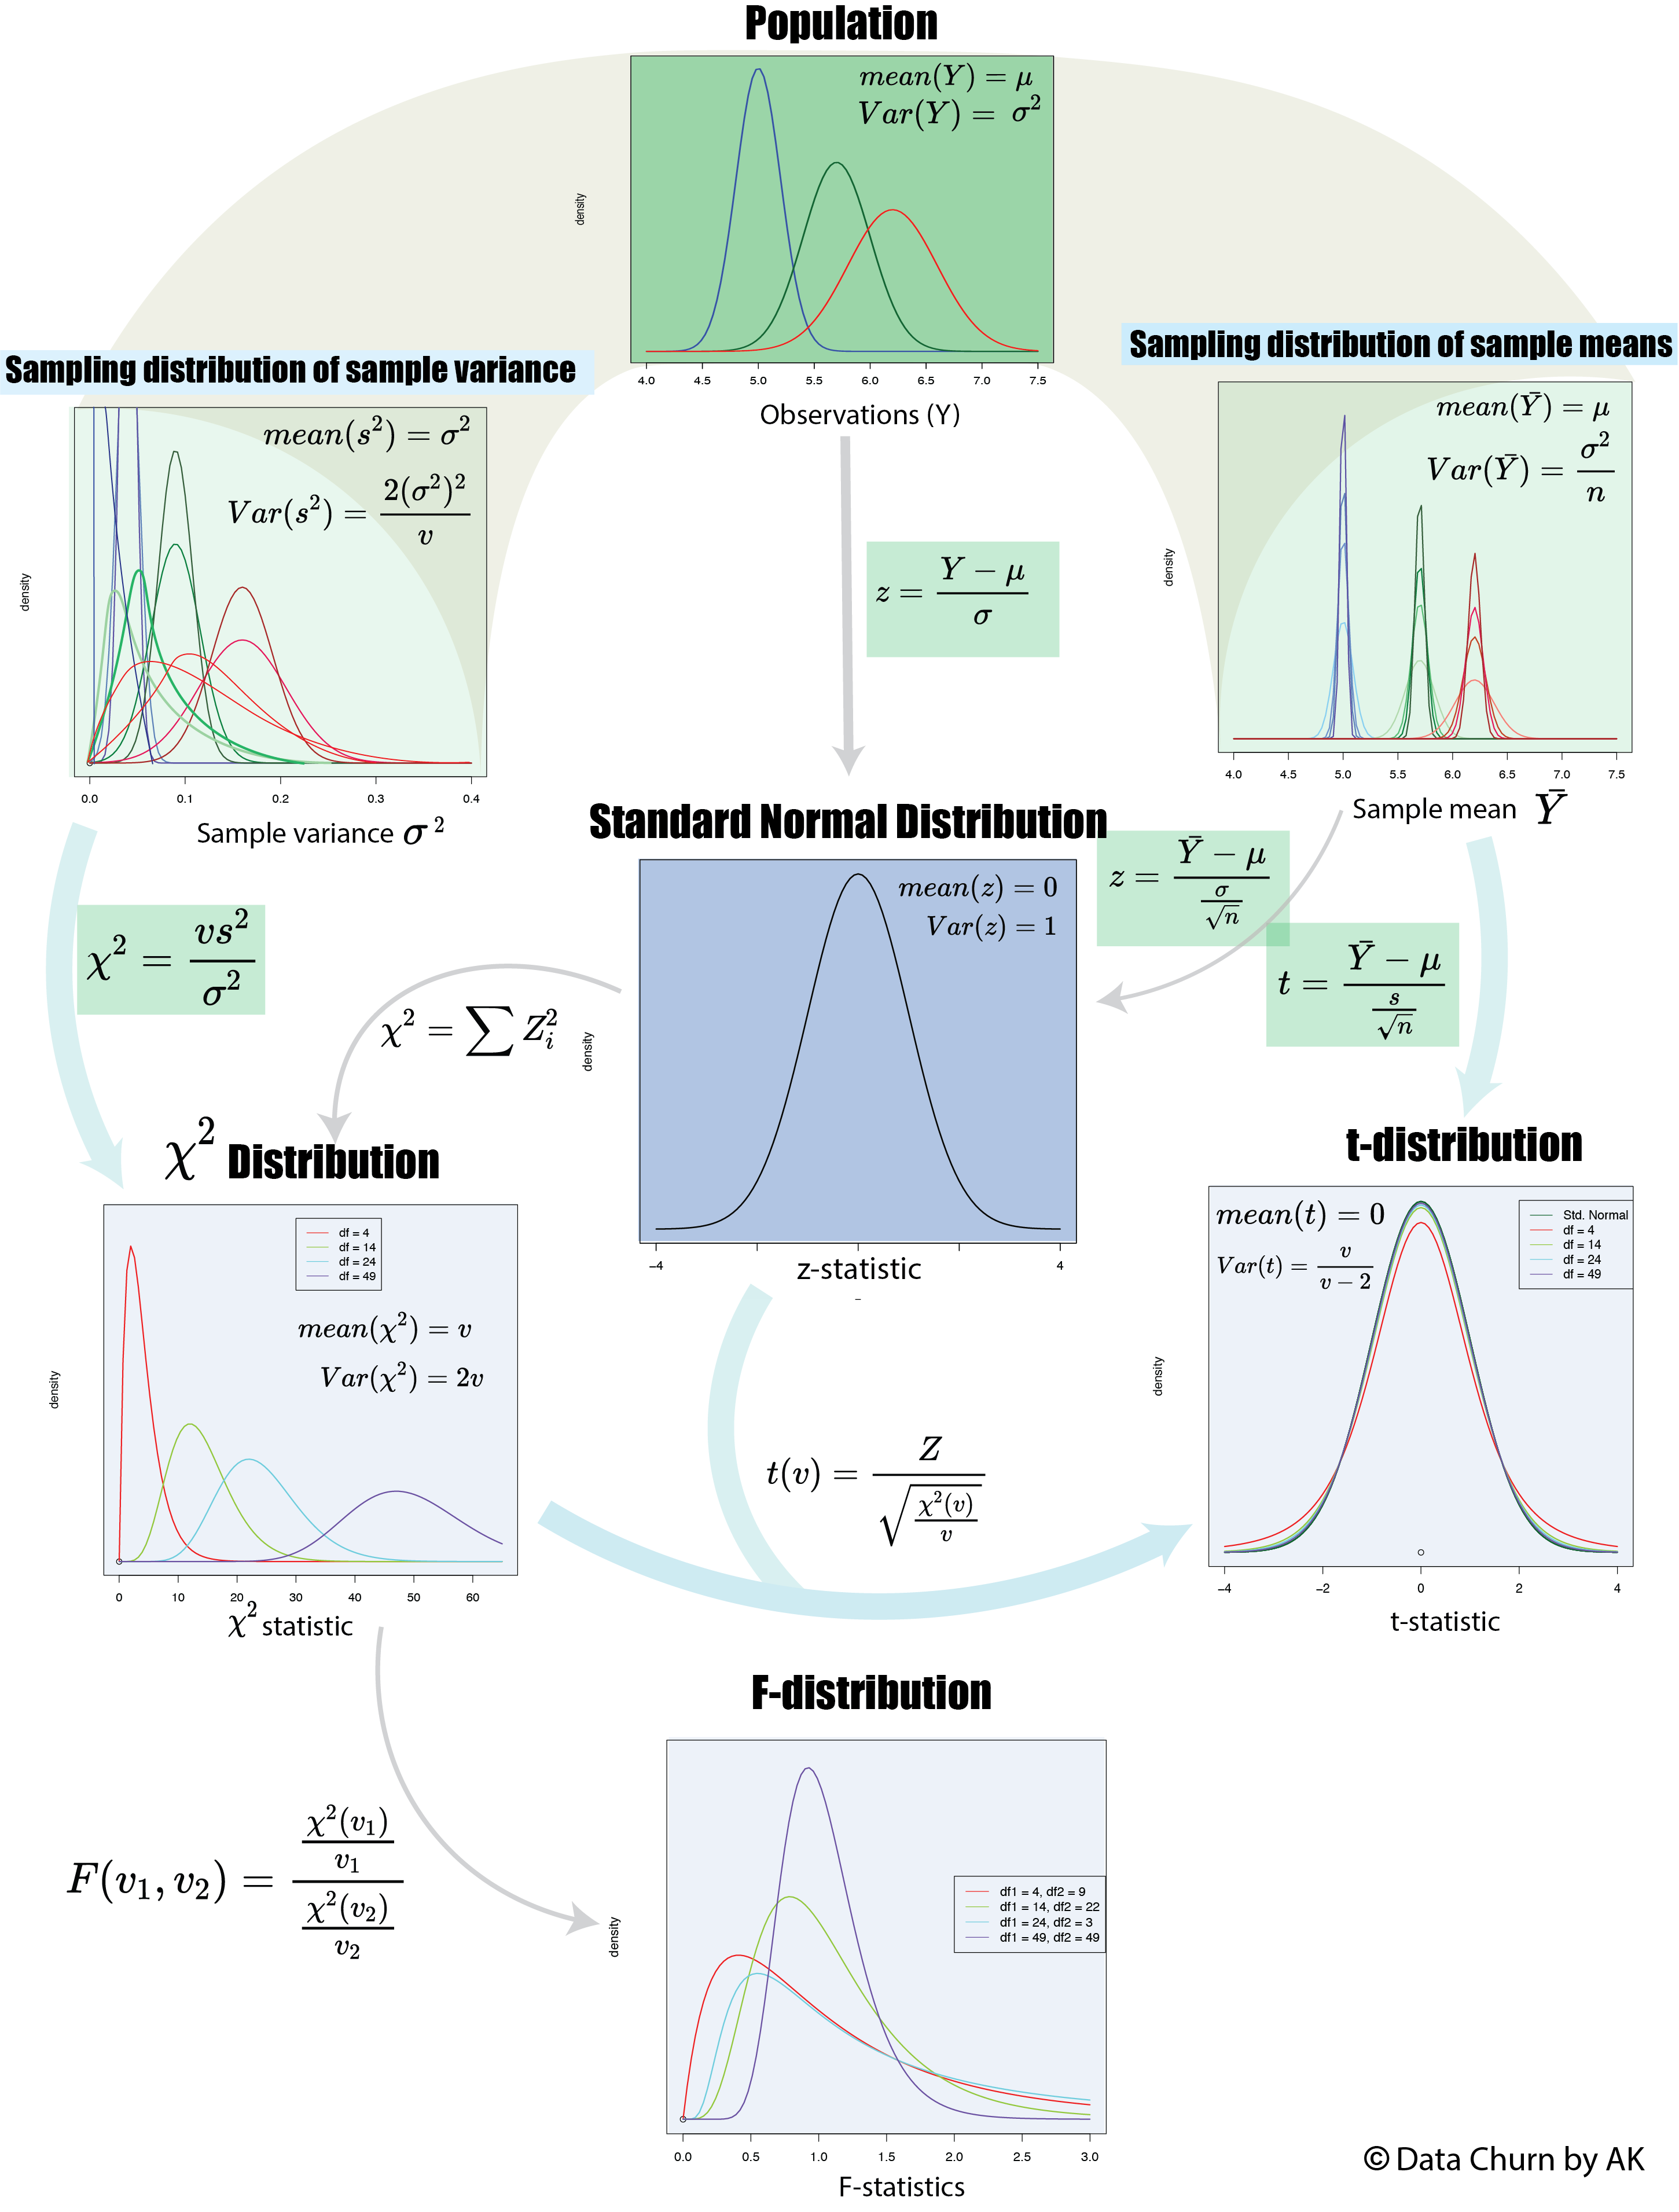 Population
mean(Y) = μ
Var(Y) = σ²
density
4.0 4.5 5.0 5.5 6.0 6.5 7.0 7.5
Observations (Y)
Sampling distribution of sample variance
mean(s²) = σ²
Var(s²) = 2(σ²)² / v
density
0.0 0.1 0.2 0.3 0.4
Sample variance σ²
Sampling distribution of sample means
mean(Ȳ) = μ
Var(Ȳ) = σ² / n
density
4.0 4.5 5.0 5.5 6.0 6.5 7.0 7.5
Sample mean Ȳ
z = (Y − μ) / σ
Standard Normal Distribution
mean(z) = 0
Var(z) = 1
density
−4 4
z-statistic
–
z = (Ȳ − μ) / (σ / √n)
t = (Ȳ − μ) / (s / √n)
χ² = vs² / σ²
χ² = ∑ Z²ᵢ
χ² Distribution
df = 4
df = 14
df = 24
df = 49
mean(χ²) = v
Var(χ²) = 2v
density
0 10 20 30 40 50 60
χ² statistic
t(v) = Z / √(χ²(v) / v)
t-distribution
mean(t) = 0
Var(t) = v / (v − 2)
Std. Normal
df = 4
df = 14
df = 24
df = 49
density
−4 −2 0 2 4
t-statistic
F(v₁, v₂) = (χ²(v₁) / v₁) / (χ²(v₂) / v₂)
F-distribution
df1 = 4, df2 = 9
df1 = 14, df2 = 22
df1 = 24, df2 = 3
df1 = 49, df2 = 49
density
0.0 0.5 1.0 1.5 2.0 2.5 3.0
F-statistics
© Data Churn by AK